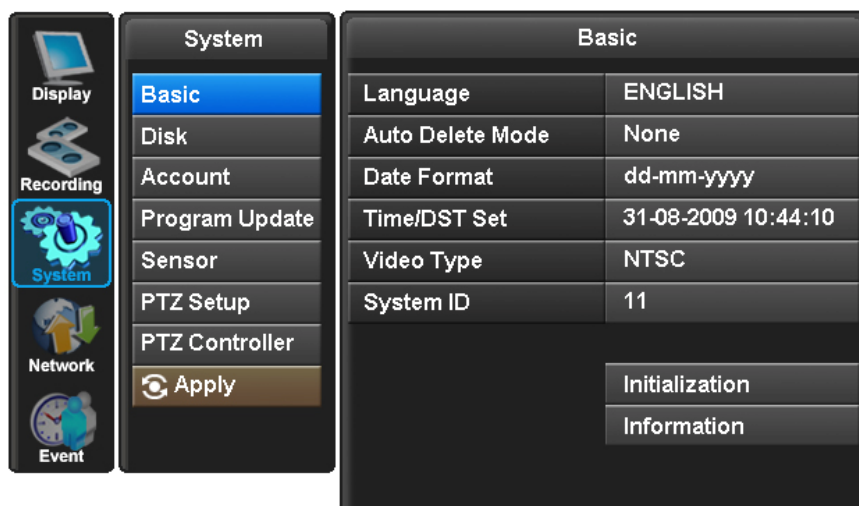 Display
Recording
System
Network
Event
System
Basic
Disk
Account
Program Update
Sensor
PTZ Setup
PTZ Controller
Apply
Basic
Language ENGLISH
Auto Delete Mode None
Date Format dd-mm-yyyy
Time/DST Set 31-08-2009 10:44:10
Video Type NTSC
System ID 11
Initialization
Information